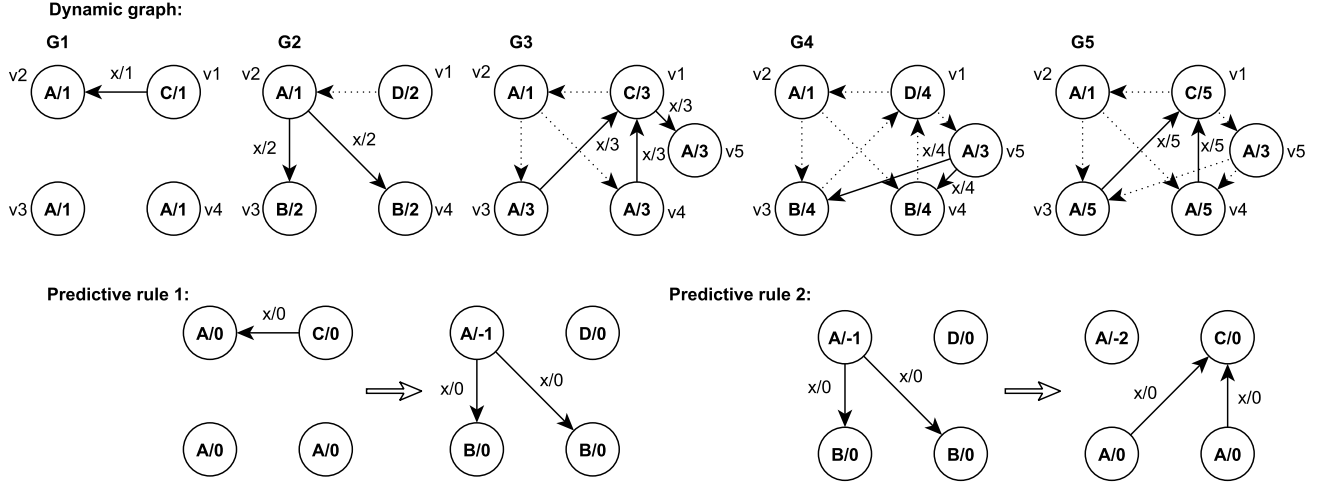 Dynamic graph:
G1 G2 G3 G4 G5
v2 A/1 x/1 C/1 v1 v2 A/1 D/2 v1 v2 A/1 C/3 v1 v2 A/1 D/4 v1 v2 A/1 C/5 v1
x/2 x/2 x/3 x/3 x/3 A/3 v5 x/4 A/3 v5 x/5 x/5 A/3 v5
x/4
v3 A/1 A/1 v4 v3 B/2 B/2 v4 v3 A/3 A/3 v4 v3 B/4 B/4 v4 v3 A/5 A/5 v4
Predictive rule 1: Predictive rule 2:
A/0 x/0 C/0 A/-1 D/0 A/-1 D/0 A/-2 C/0
x/0 x/0 x/0 x/0 x/0 x/0
A/0 A/0 B/0 B/0 B/0 B/0 A/0 A/0